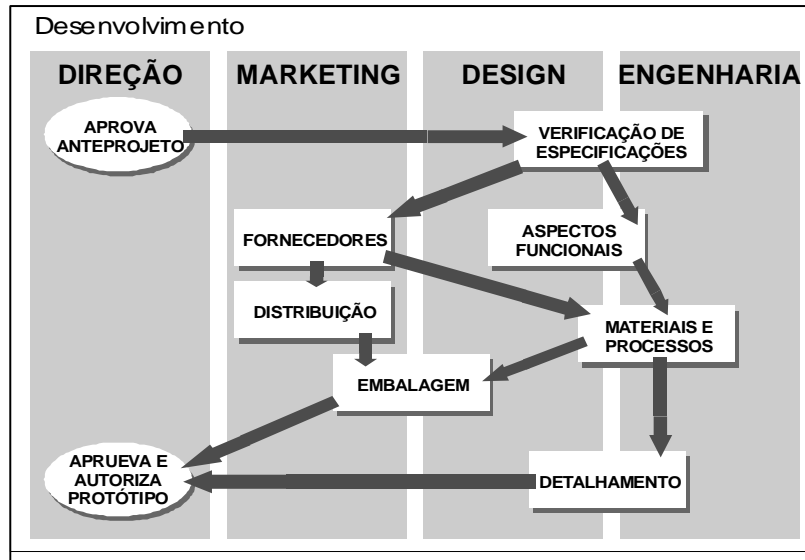 Desenvolvimento
DIREÇÃO
MARKETING
DESIGN
ENGENHARIA
APROVA
ANTEPROJETO
VERIFICAÇÃO DE
ESPECIFICAÇÕES
FORNECEDORES
ASPECTOS
FUNCIONAIS
DISTRIBUIÇÃO
MATERIAIS E
PROCESSOS
EMBALAGEM
APRUEVA E
AUTORIZA
PROTÓTIPO
DETALHAMENTO